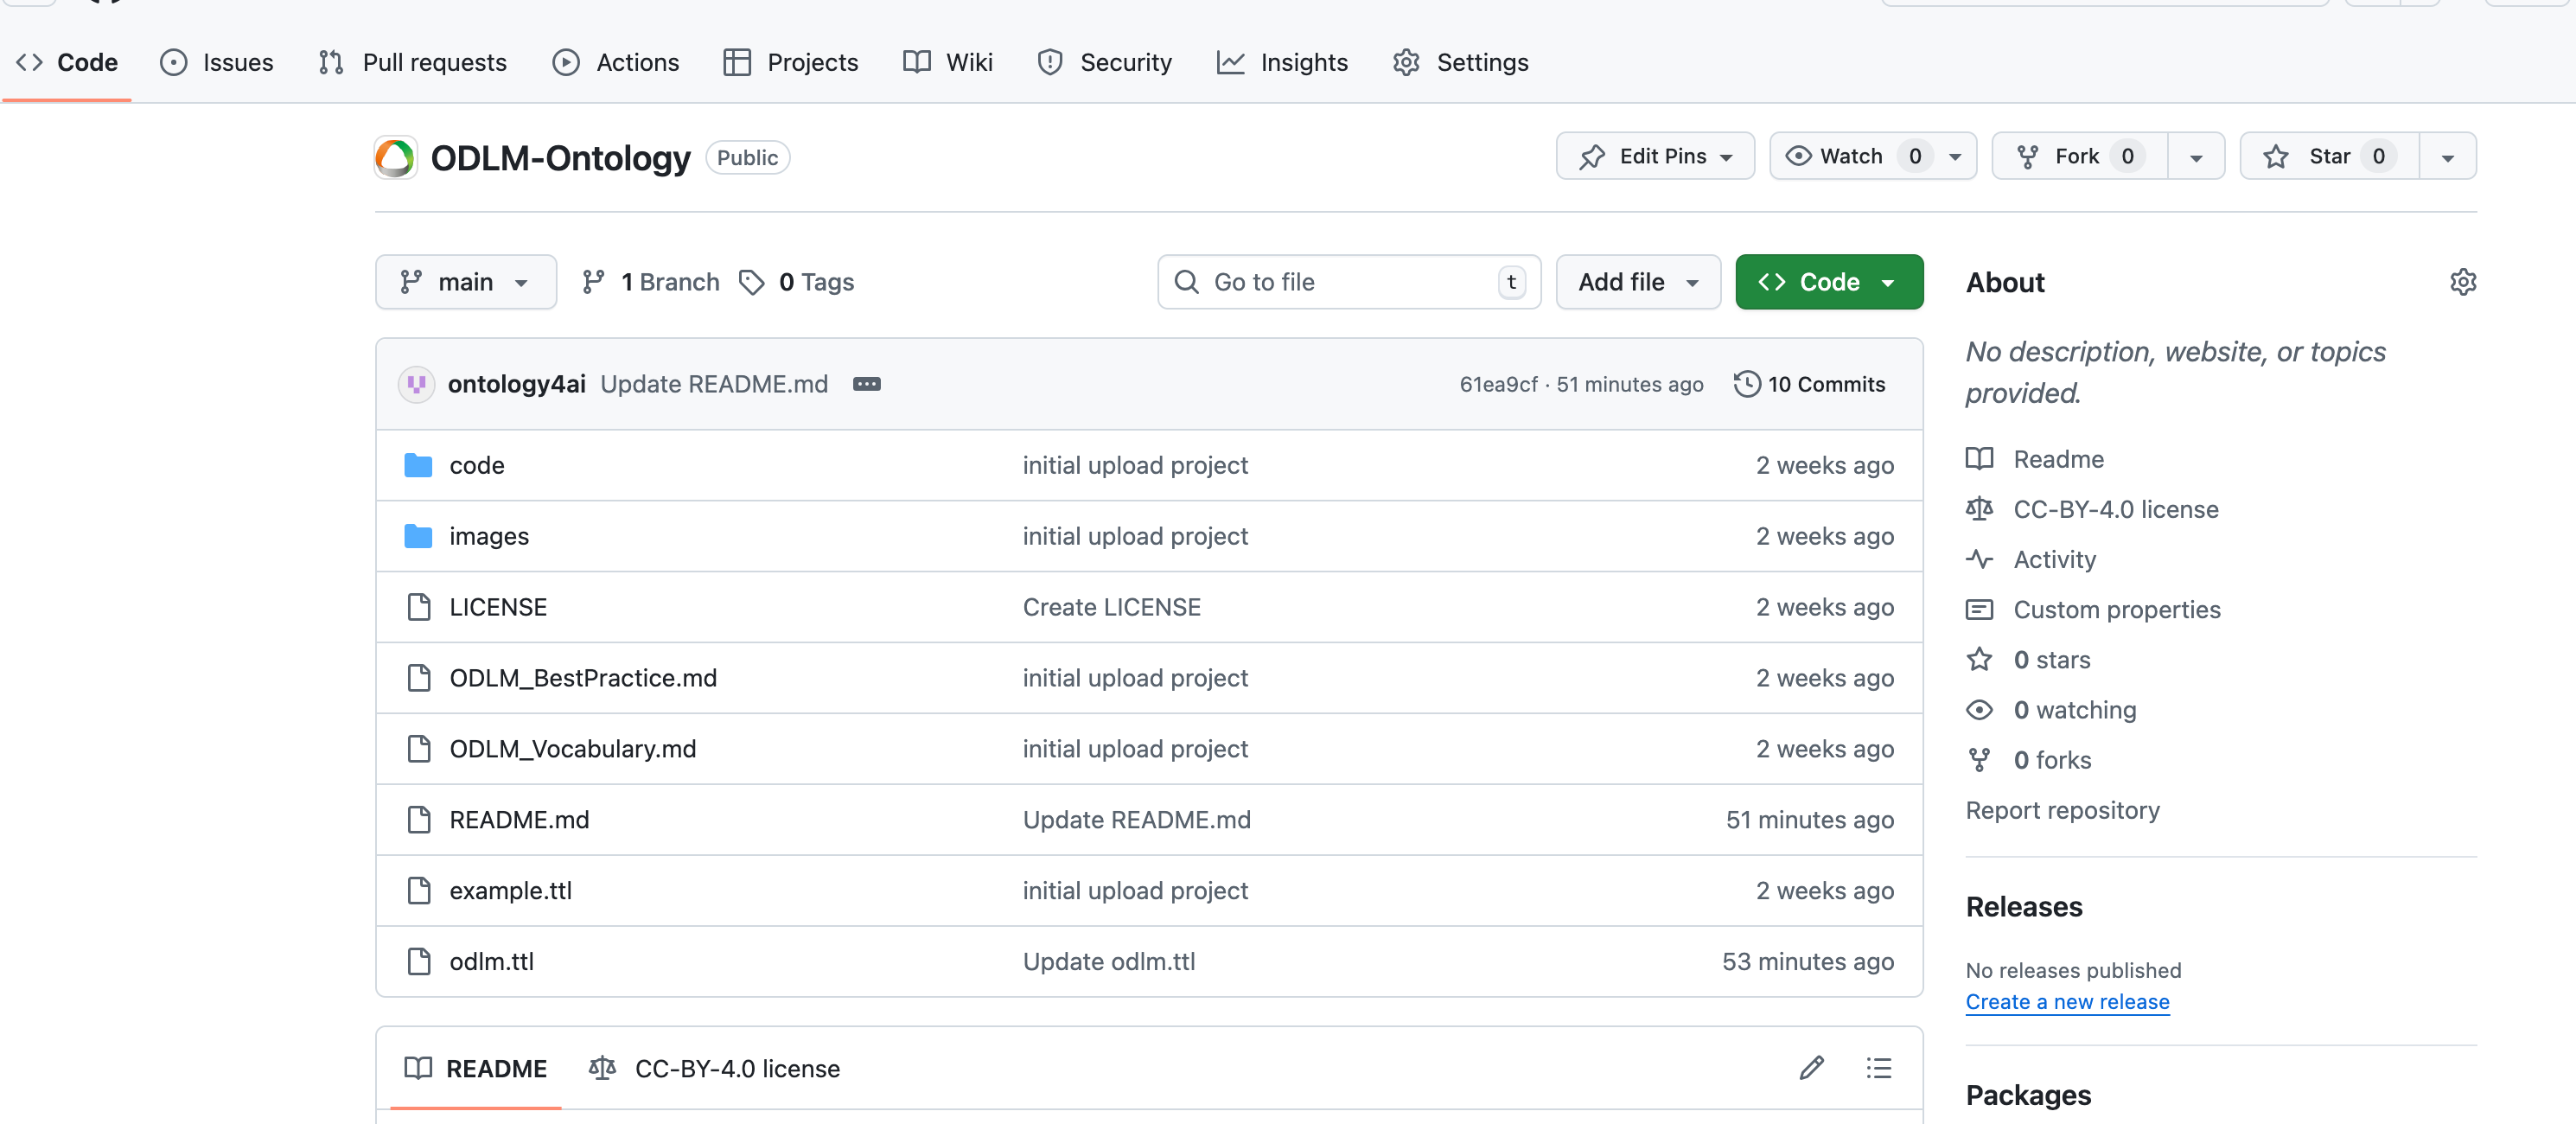 Code Issues Pull requests Actions Projects Wiki Security Insights Settings
ODLM-Ontology Public
Edit Pins Watch 0 Fork 0 Star 0
main 1 Branch 0 Tags
Go to file t Add file Code
ontology4ai Update README.md 61ea9cf · 51 minutes ago 10 Commits
code initial upload project 2 weeks ago
images initial upload project 2 weeks ago
LICENSE Create LICENSE 2 weeks ago
ODLM_BestPractice.md initial upload project 2 weeks ago
ODLM_Vocabulary.md initial upload project 2 weeks ago
README.md Update README.md 51 minutes ago
example.ttl initial upload project 2 weeks ago
odlm.ttl Update odlm.ttl 53 minutes ago
README CC-BY-4.0 license
About
No description, website, or topics
provided.
Readme
CC-BY-4.0 license
Activity
Custom properties
0 stars
0 watching
0 forks
Report repository
Releases
No releases published
Create a new release
Packages